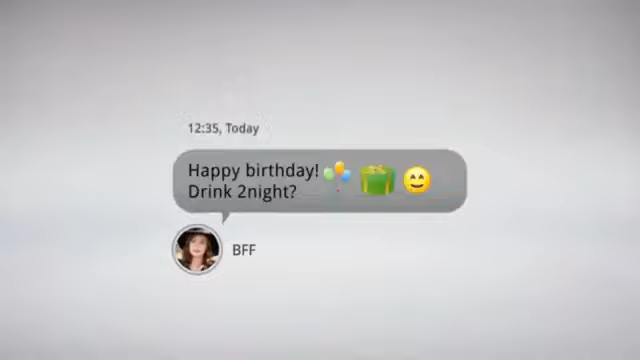 12:35, Today
Happy birthday! 🎈🎁😊
Drink 2night?
BFF